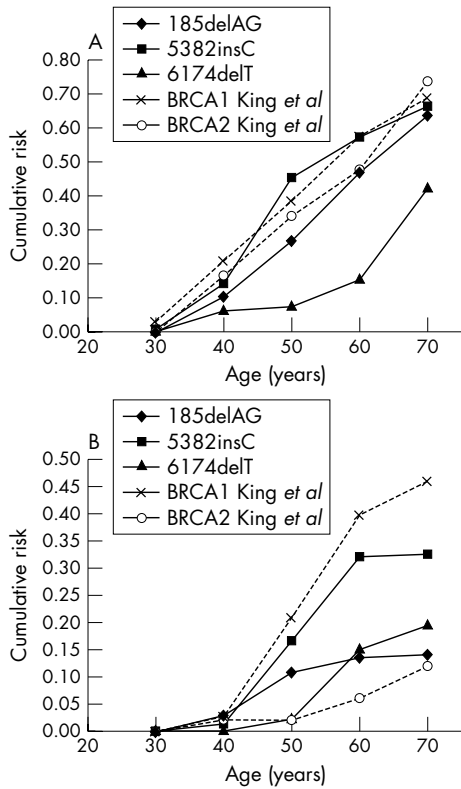 A
185delAG
5382insC
6174delT
BRCA1 King et al
BRCA2 King et al
0.80
0.70
0.60
0.50
0.40
0.30
0.20
0.10
0.00
Cumulative risk
20 30 40 50 60 70
Age (years)
B
185delAG
5382insC
6174delT
BRCA1 King et al
BRCA2 King et al
0.50
0.45
0.40
0.35
0.30
0.25
0.20
0.15
0.10
0.05
0.00
Cumulative risk
20 30 40 50 60 70
Age (years)